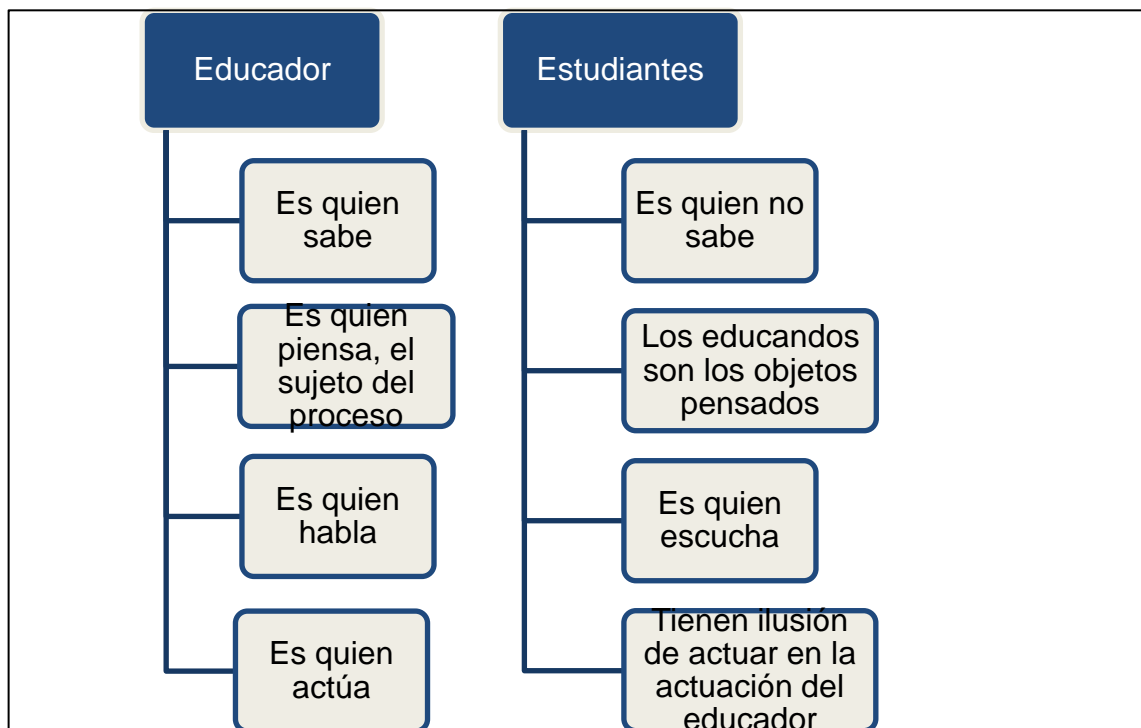 Educador
Es quien
sabe
Es quien
piensa, el
sujeto del
proceso
Es quien
habla
Es quien
actúa
Estudiantes
Es quien no
sabe
Los educandos
son los objetos
pensados
Es quien
escucha
Tienen ilusión
de actuar en la
actuación del
educador